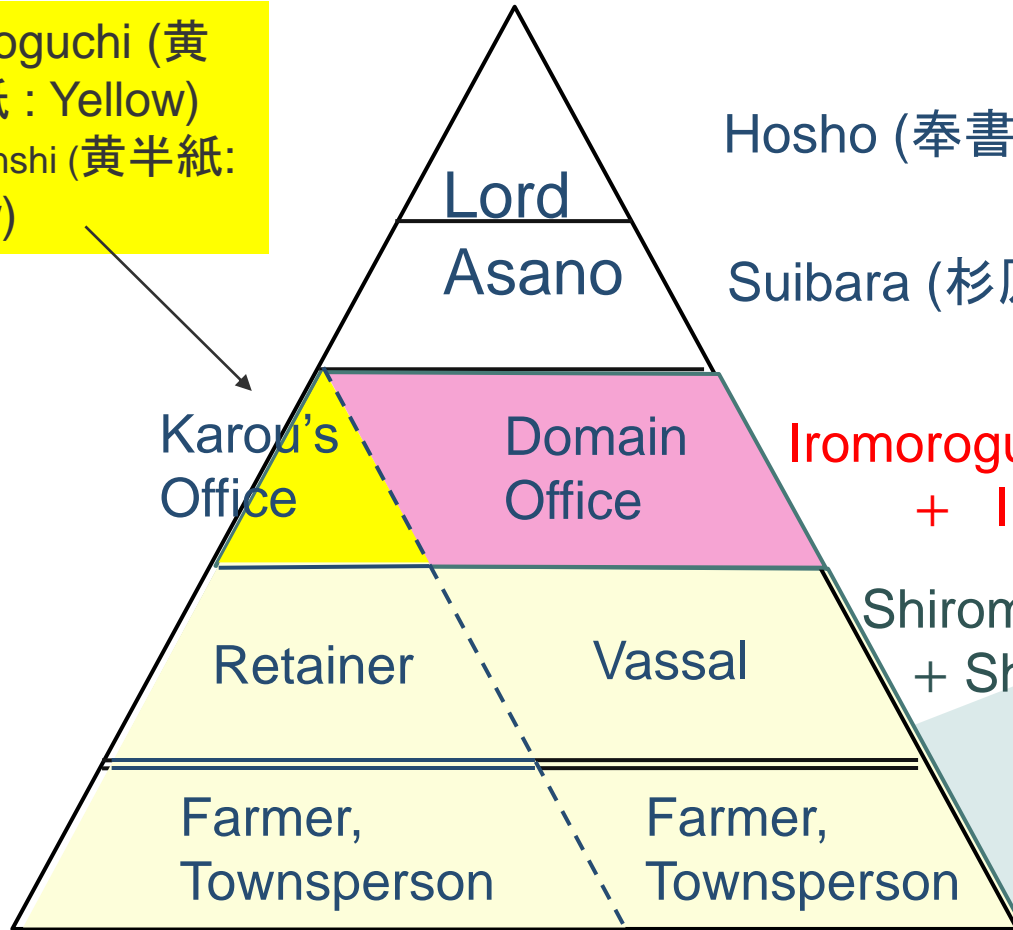 oguchi (黄
: Yellow)
nshi (黄半紙:
)
Hosho (奉書
Lord
Asano
Suibara (杉
Karou's
Office
Domain
Office
Iromorogu
+ I
Shirom
+ Sh
Retainer
Vassal
Farmer,
Townsperson
Farmer,
Townsperson